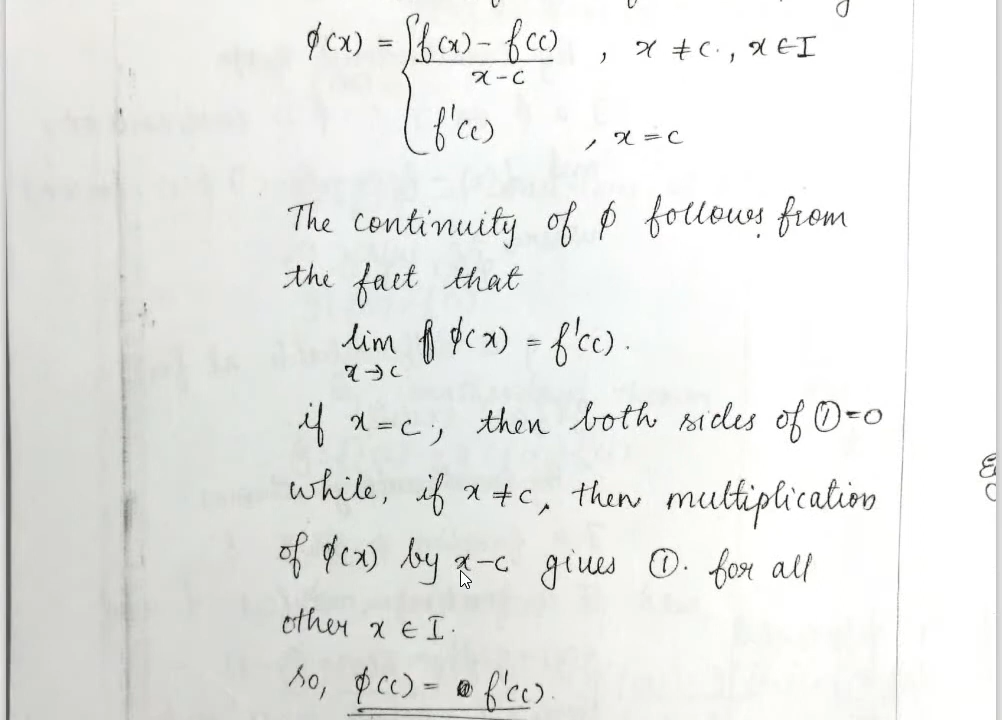 φ(x) = { f(x) - f(c) / x-c , x ≠ c., x ∈ I
f'(c) , x = c
The continuity of φ follows from
the fact that
lim x→c φ(x) = f'(c).
if x = c, then both sides of ① = 0
while, if x ≠ c, then multiplication
of φ(x) by x-c gives ①. for all
other x ∈ I.
So, φ(c) = f'(c).